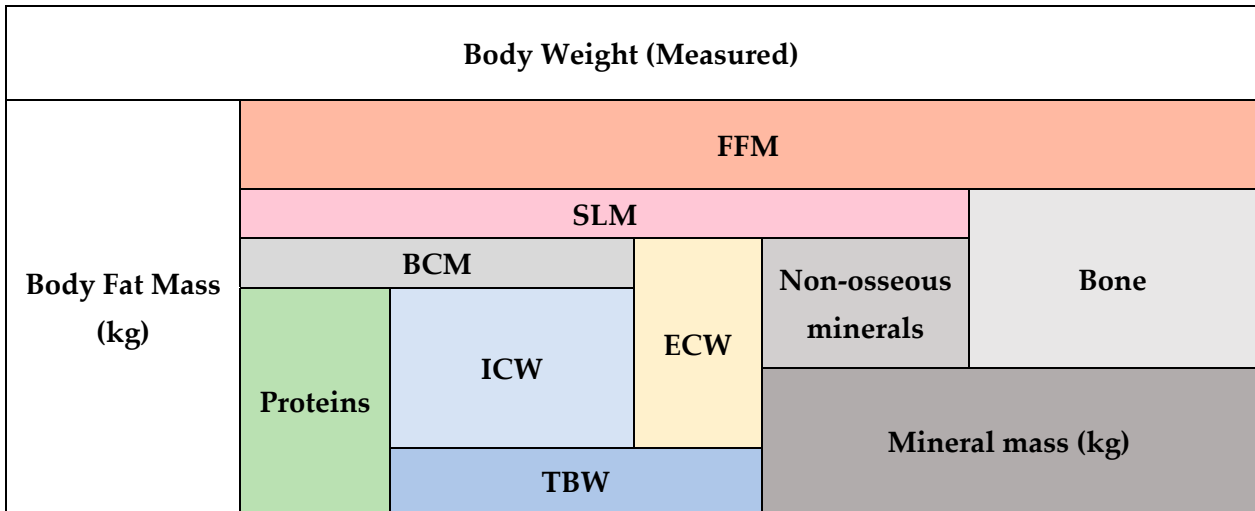 Body Weight (Measured)
FFM
SLM
BCM
Body Fat Mass
(kg)
Non-osseous
minerals
Bone
ECW
ICW
Proteins
Mineral mass (kg)
TBW